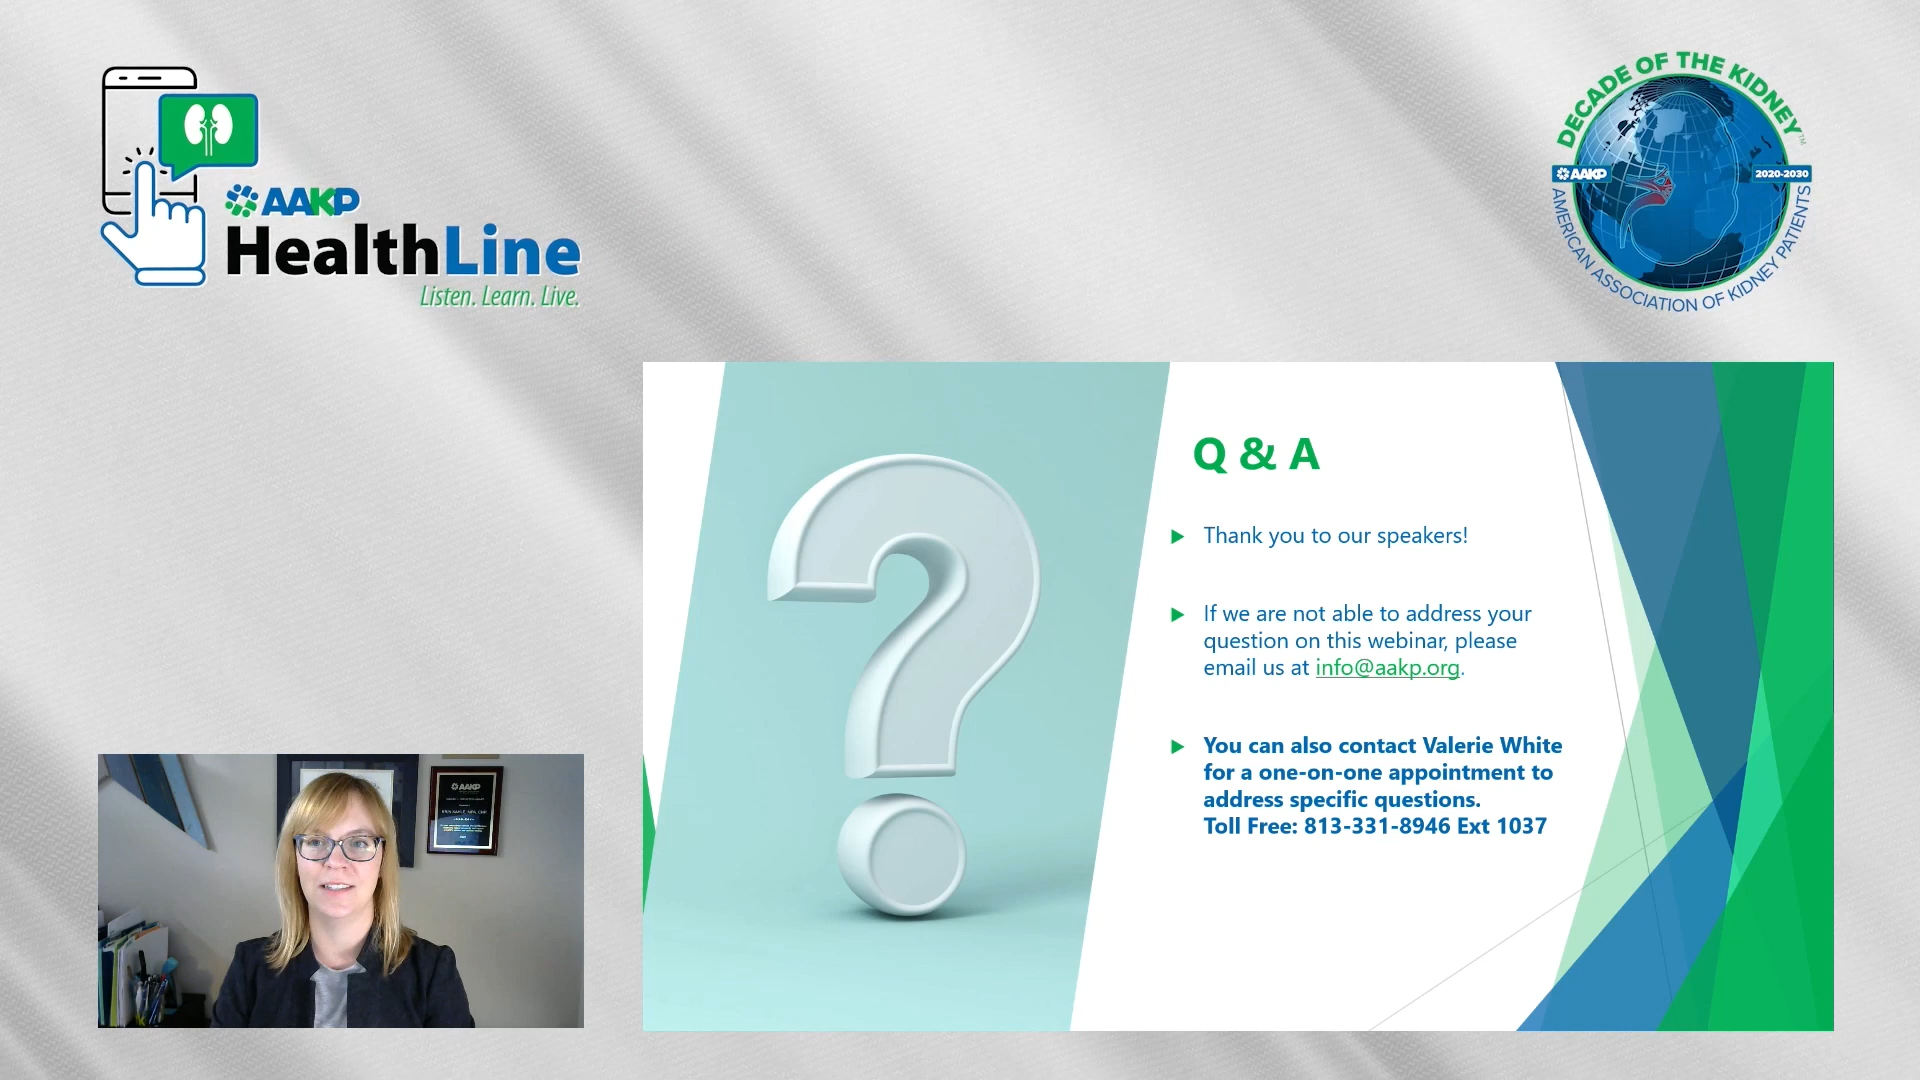 AAKP
HealthLine
Listen. Learn. Live.
DECADE OF THE KIDNEY™
AAKP
2020-2030
AMERICAN ASSOCIATION OF KIDNEY PATIENTS
Q & A
Thank you to our speakers!
If we are not able to address your
question on this webinar, please
email us at info@aakp.org.
You can also contact Valerie White
for a one-on-one appointment to
address specific questions.
Toll Free: 813-331-8946 Ext 1037
AAKP